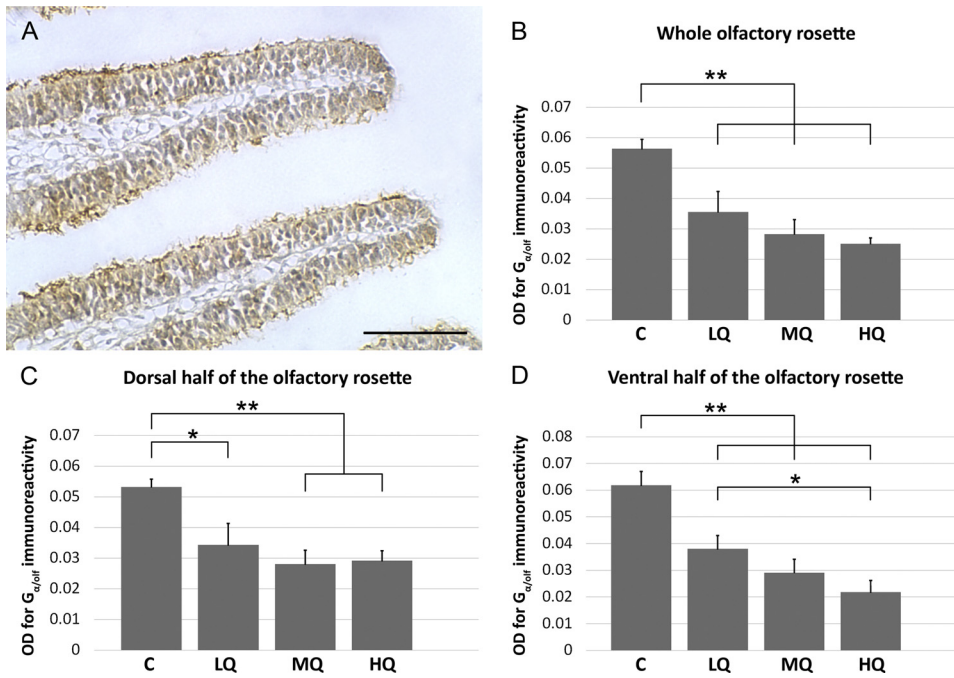 A
B
Whole olfactory rosette
**
OD for Gα/olf immunoreactivity
0.07
0.06
0.05
0.04
0.03
0.02
0.01
0
C LQ MQ HQ
C
Dorsal half of the olfactory rosette
**
*
OD for Gα/olf immunoreactivity
0.07
0.06
0.05
0.04
0.03
0.02
0.01
0
C LQ MQ HQ
D
Ventral half of the olfactory rosette
**
*
OD for Gα/olf immunoreactivity
0.08
0.07
0.06
0.05
0.04
0.03
0.02
0.01
0
C LQ MQ HQ